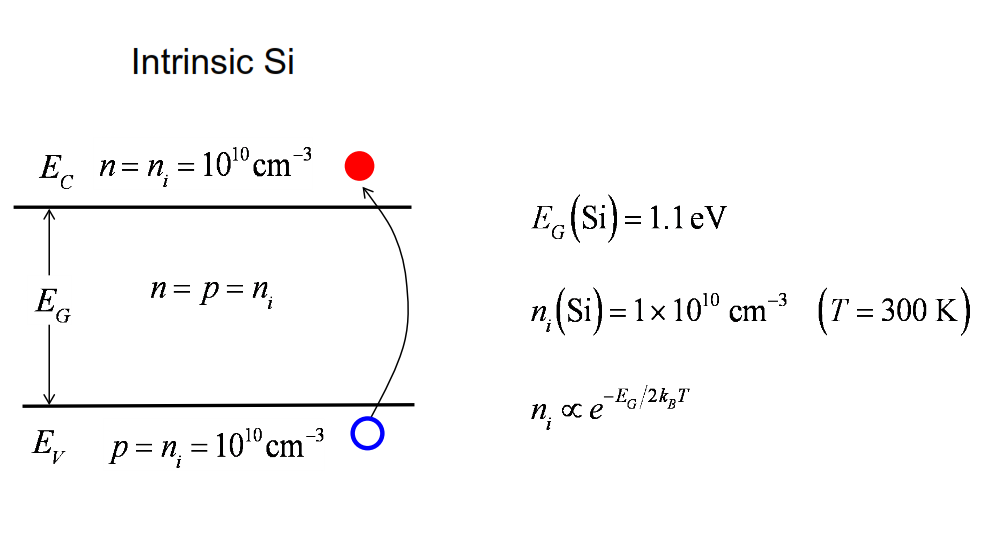 Intrinsic Si
E_C n = n_i = 10^10 cm^−3
E_G
n = p = n_i
E_V p = n_i = 10^10 cm^−3
E_G(Si) = 1.1 eV
n_i(Si) = 1 × 10^10 cm^−3 (T = 300 K)
n_i ∝ e^−E_G/2k_BT